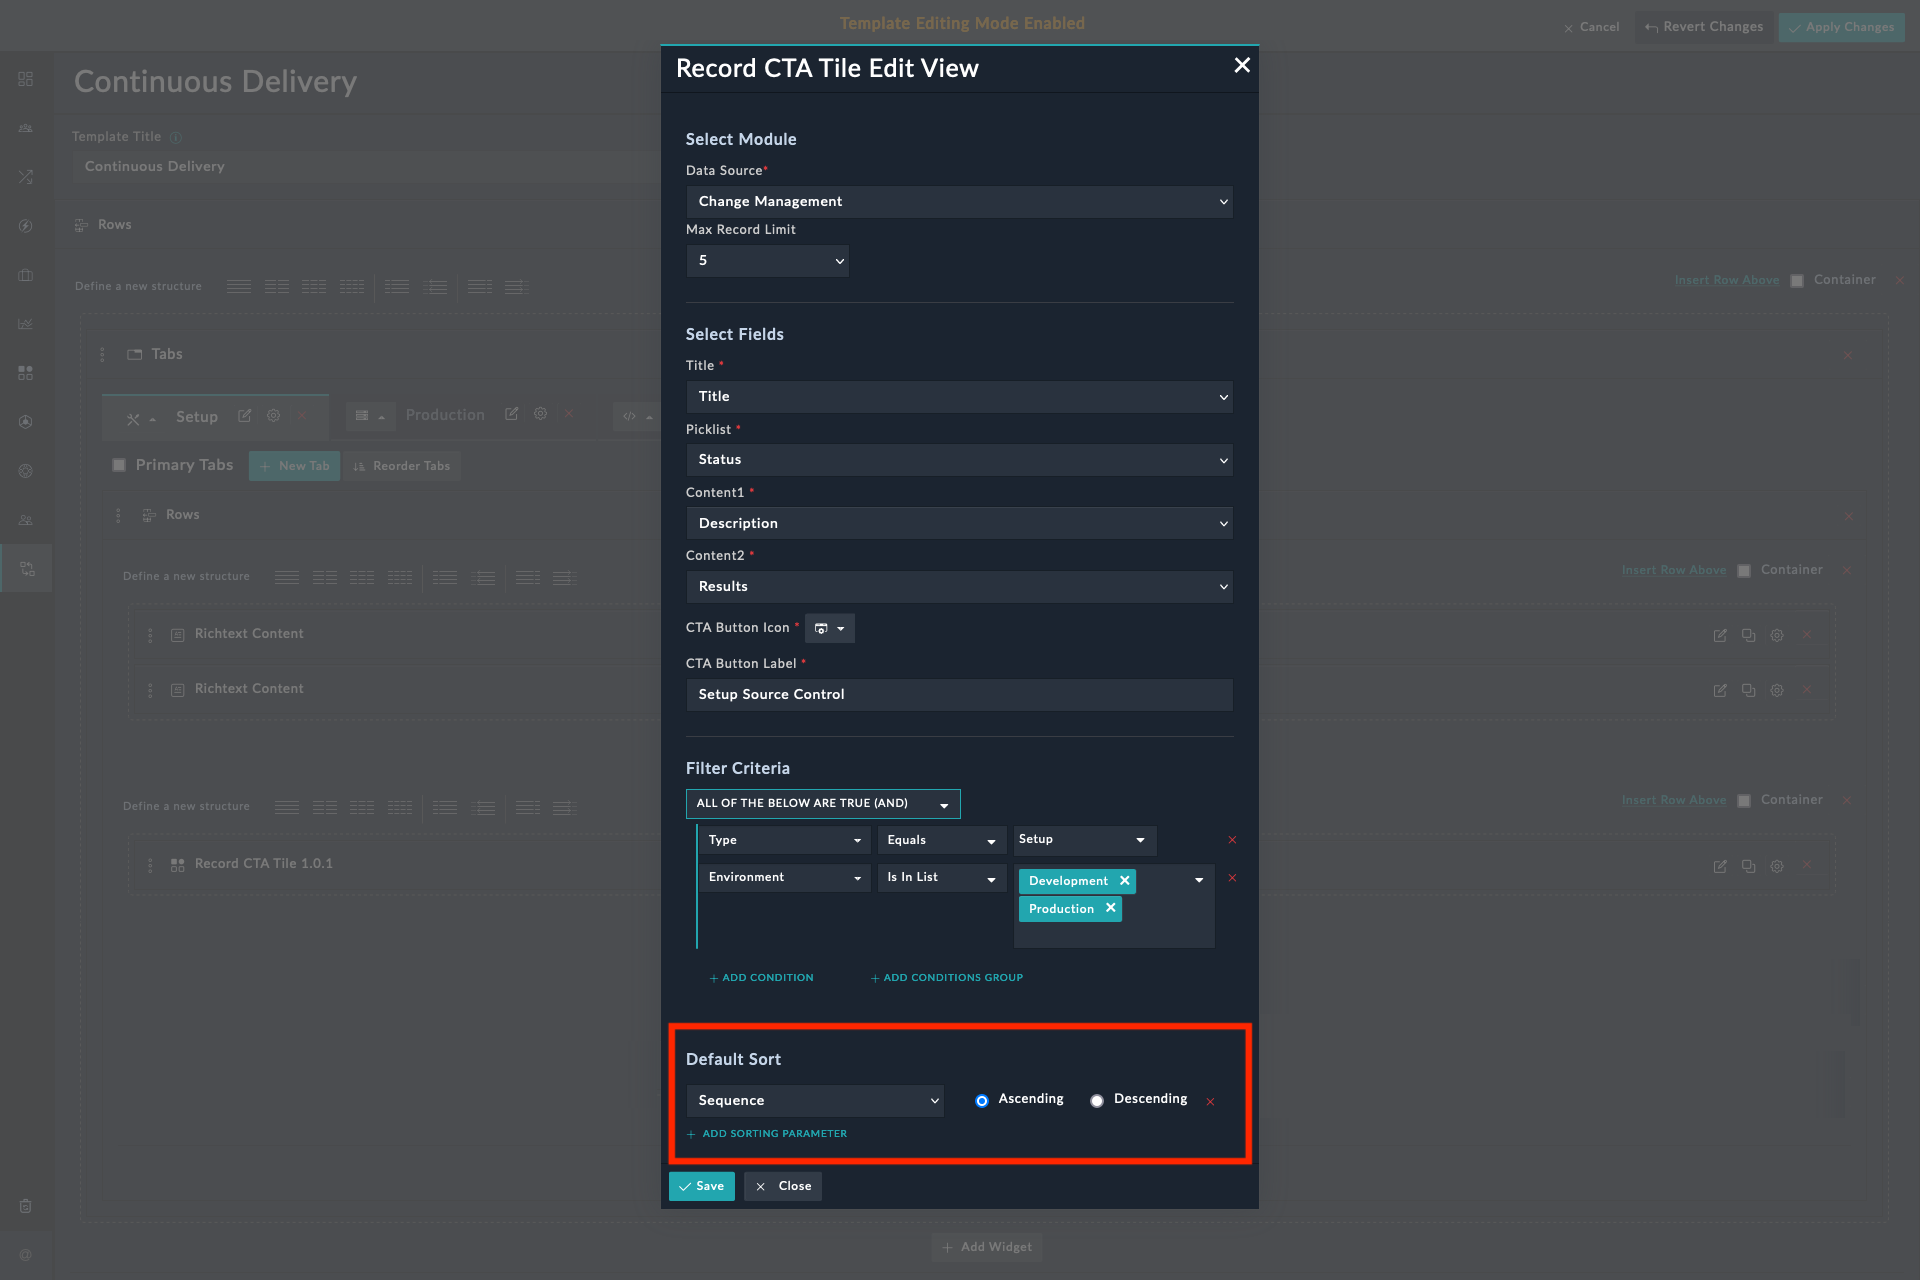 Template Editing Mode Enabled
Cancel
Revert Changes
Apply Changes
Continuous Delivery
Template Title
Continuous Delivery
Rows
Define a new structure
Insert Row Above
Container
Tabs
Setup
Production
Primary Tabs
New Tab
Reorder Tabs
Rows
Define a new structure
Insert Row Above
Container
Richtext Content
Richtext Content
Define a new structure
Insert Row Above
Container
Record CTA Tile 1.0.1
Add Widget
Record CTA Tile Edit View
Select Module
Data Source*
Change Management
Max Record Limit
5
Select Fields
Title *
Title
Picklist *
Status
Content1 *
Description
Content2 *
Results
CTA Button Icon *
CTA Button Label *
Setup Source Control
Filter Criteria
ALL OF THE BELOW ARE TRUE (AND)
Type
Equals
Setup
Environment
Is In List
Development
Production
+ ADD CONDITION
+ ADD CONDITIONS GROUP
Default Sort
Sequence
Ascending
Descending
+ ADD SORTING PARAMETER
Save
Close